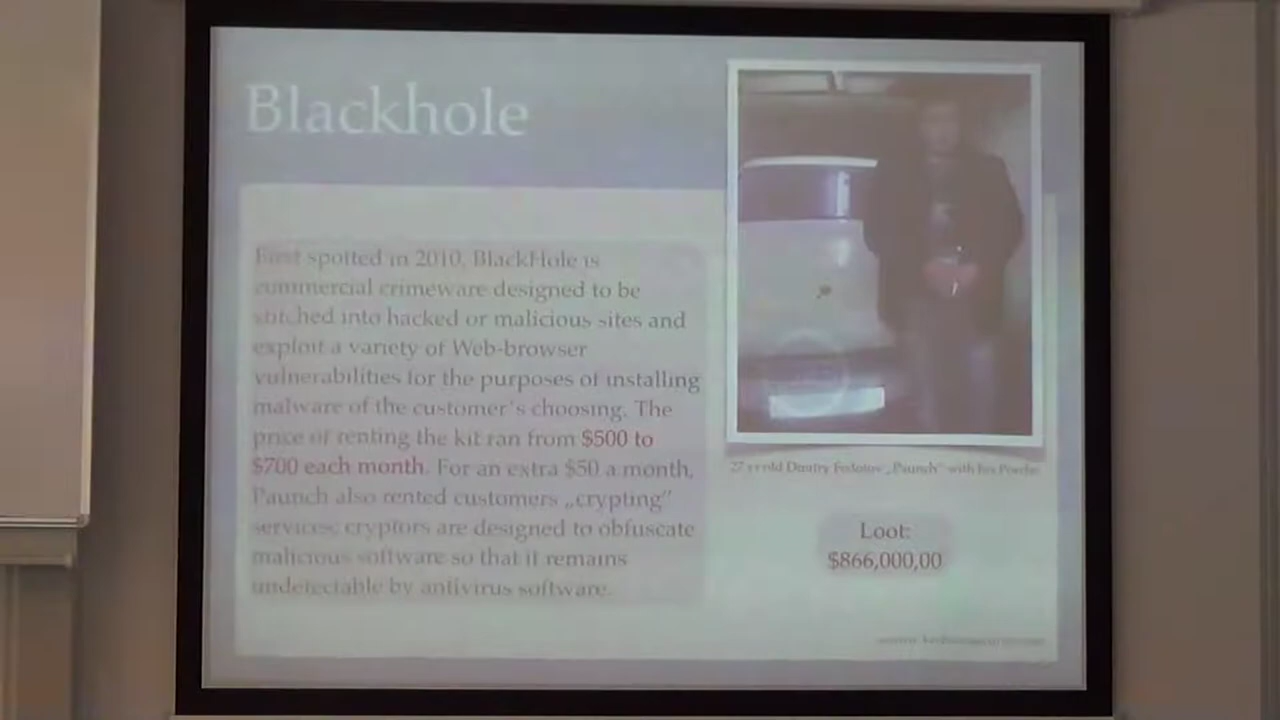 Blackhole
First spotted in 2010, BlackHole is
commercial crimeware designed to be
stitched into hacked or malicious sites and
exploit a variety of Web-browser
vulnerabilities for the purposes of installing
malware of the customer's choosing. The
price of renting the kit ran from $500 to
$700 each month. For an extra $50 a month,
Paunch also rented customers „crypting"
services; cryptors are designed to obfuscate
malicious software so that it remains
undetectable by antivirus software.
27 yr old Dmitry Fedotov „Paunch" with his Porche
Loot:
$866,000,00